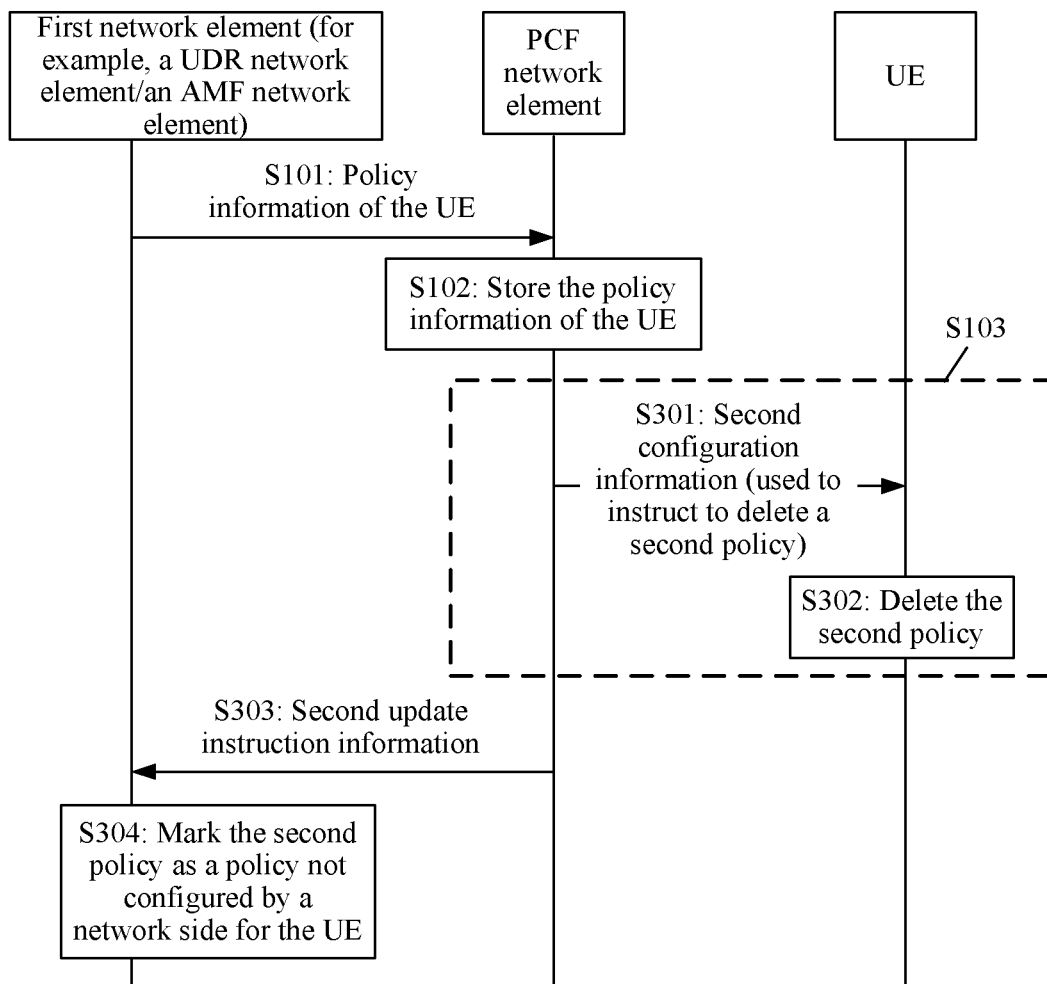 First network element (for
example, a UDR network
element/an AMF network
element)
PCF
network
element
UE
S101: Policy
information of the UE
S102: Store the policy
information of the UE
S103
S301: Second
configuration
information (used to
instruct to delete a
second policy)
S302: Delete the
second policy
S303: Second update
instruction information
S304: Mark the second
policy as a policy not
configured by a
network side for the UE